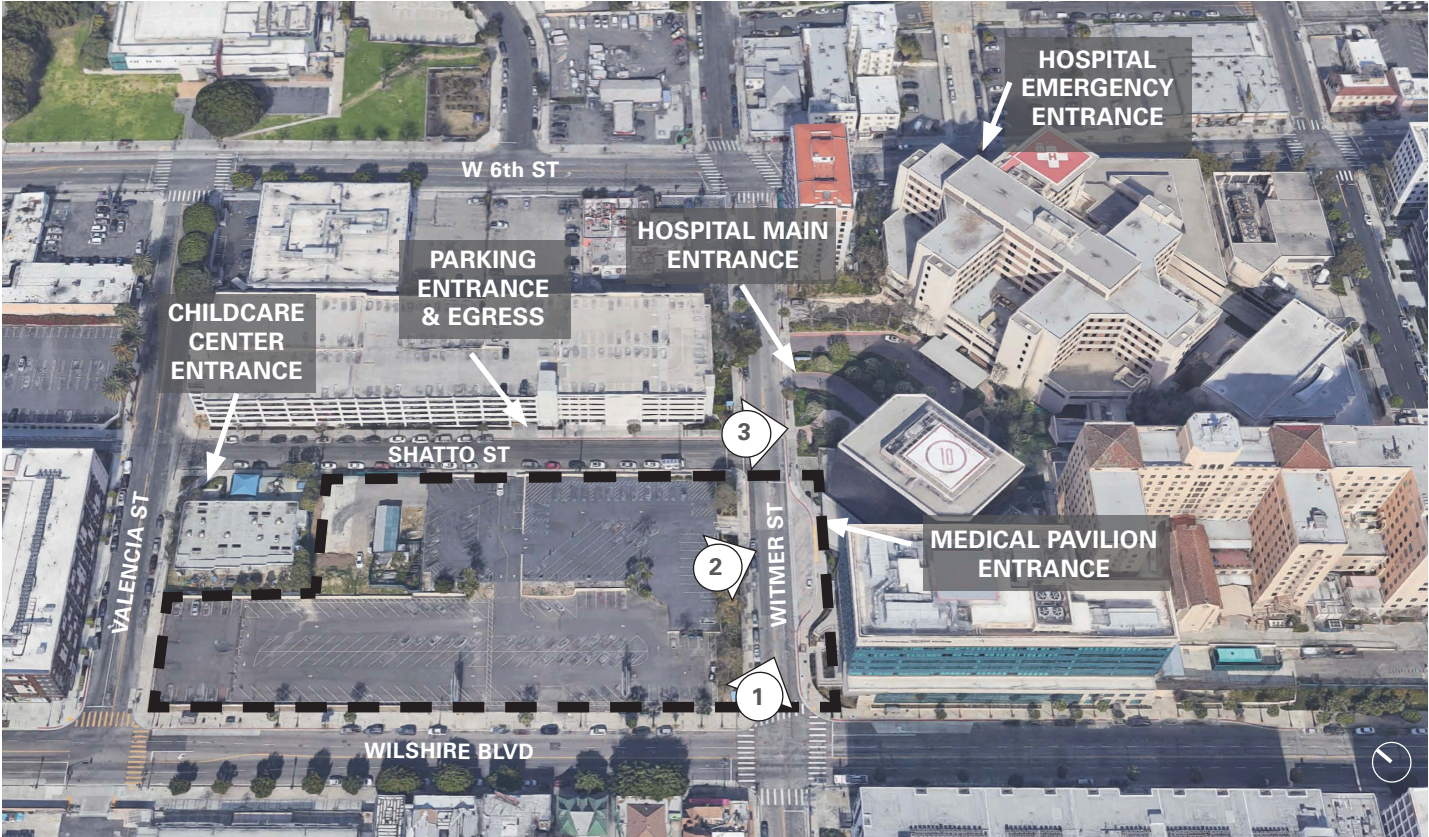 HOSPITAL
EMERGENCY
ENTRANCE
H
W 6th ST
HOSPITAL MAIN
ENTRANCE
PARKING
ENTRANCE
& EGRESS
CHILDCARE
CENTER
ENTRANCE
3
SHATTO ST
10
VALENCIA ST
WITMER ST
MEDICAL PAVILION
ENTRANCE
2
1
WILSHIRE BLVD